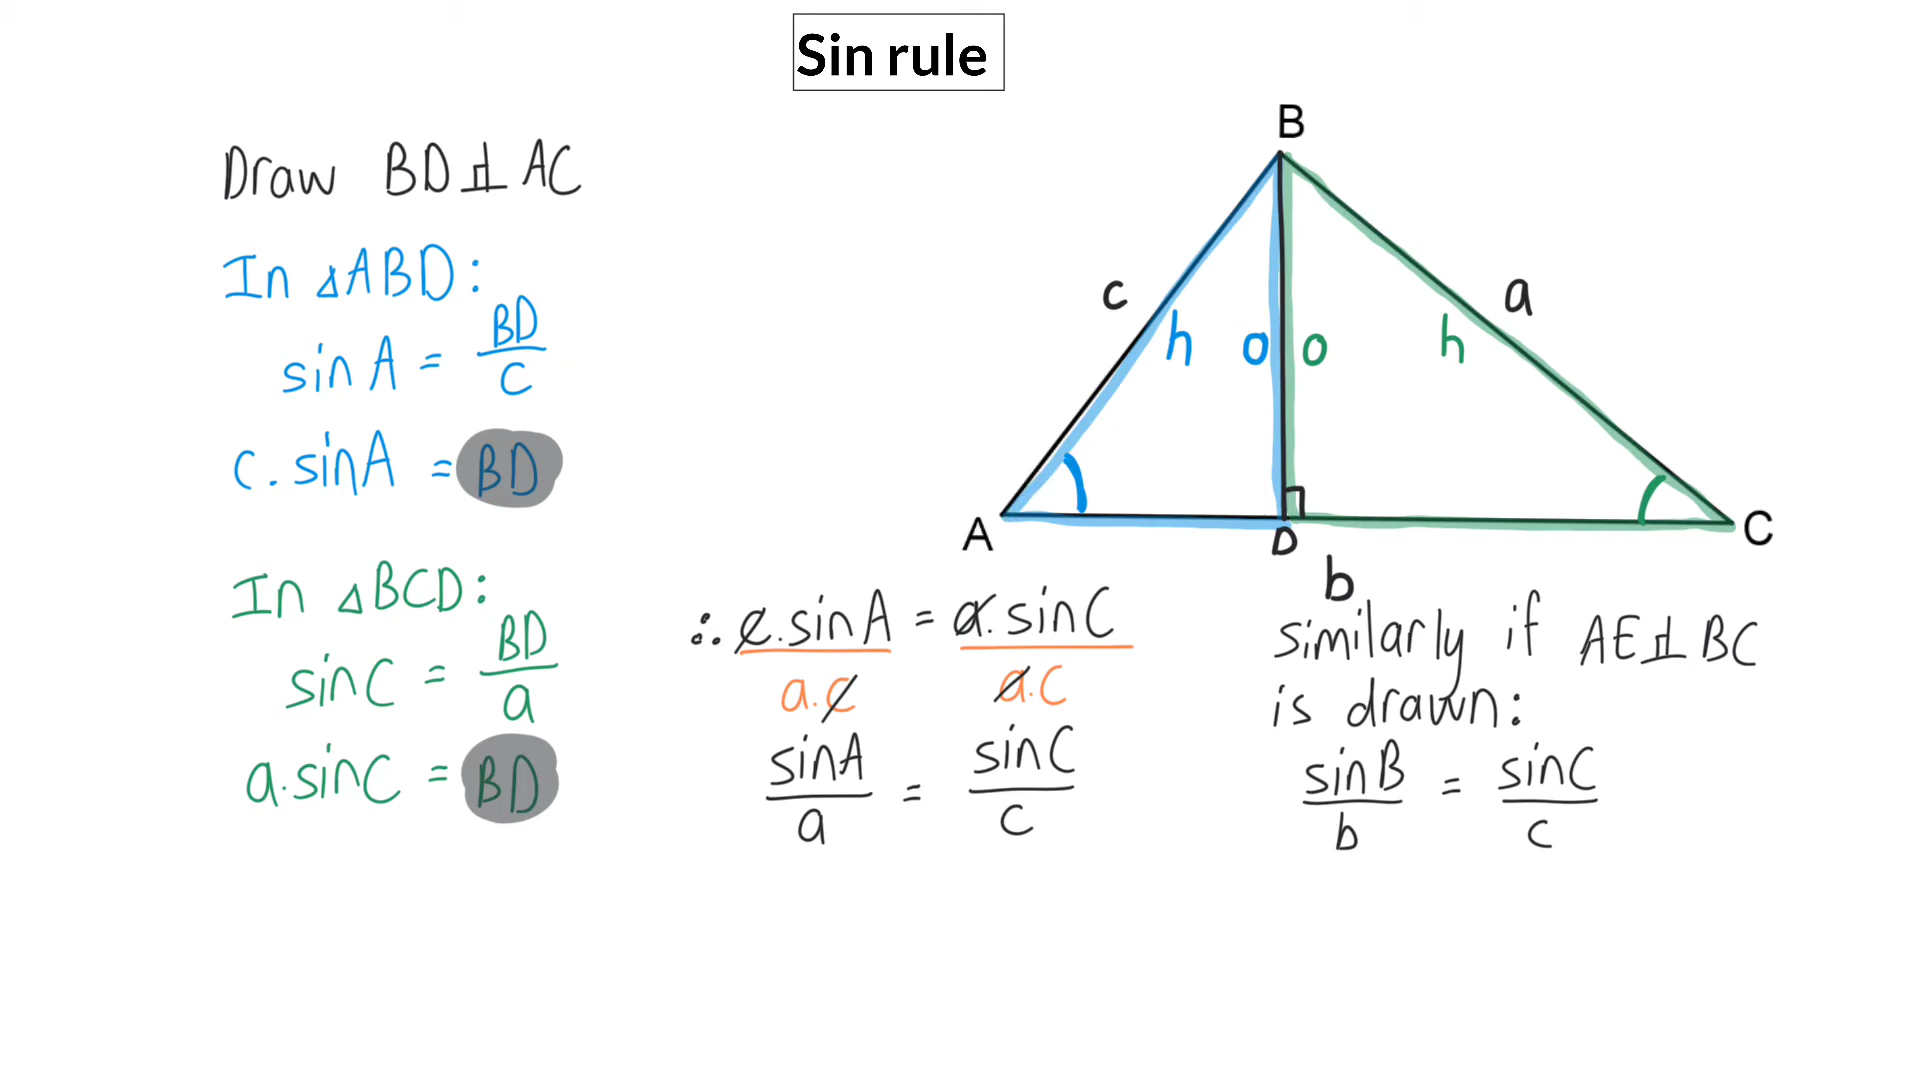 Sin rule
Draw BD ⊥ AC
In △ABD:
sin A = BD/c
c.sinA = BD
In △BCD:
sinC = BD/a
a.sinC = BD
B
c
a
h
o
o
h
A
D
C
b
∴ c.sinA/a.c = a.sinC/a.c
sinA/a = sinC/c
similarly if AE ⊥ BC
is drawn:
sinB/b = sinC/c